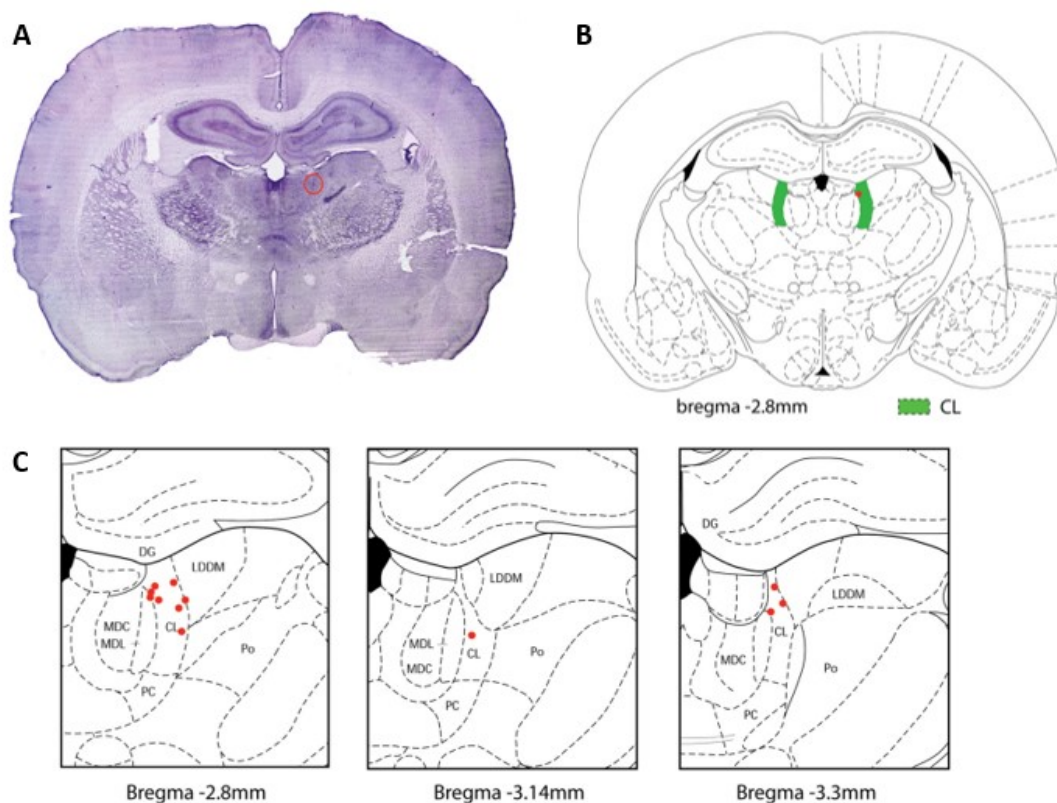 A
B
bregma -2.8mm CL
C
DG
LDDM
MDC
MDL
CL
Po
PC
Bregma -2.8mm
LDDM
MDL
CL
Po
MDC
PC
Bregma -3.14mm
DG
LDDM
CL
MDC
Po
PC
Bregma -3.3mm